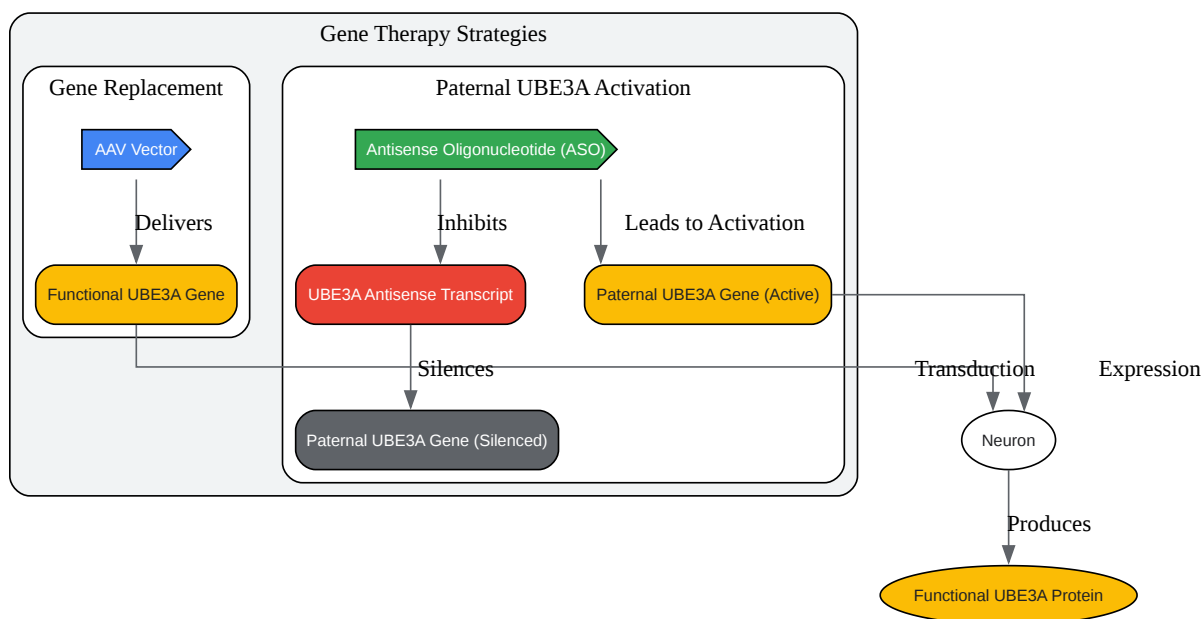 Gene Therapy Strategies
Gene Replacement
Paternal UBE3A Activation
AAV Vector
Antisense Oligonucleotide (ASO)
Delivers
Inhibits
Leads to Activation
Functional UBE3A Gene
UBE3A Antisense Transcript
Paternal UBE3A Gene (Active)
Silences
Transduction
Expression
Paternal UBE3A Gene (Silenced)
Neuron
Produces
Functional UBE3A Protein